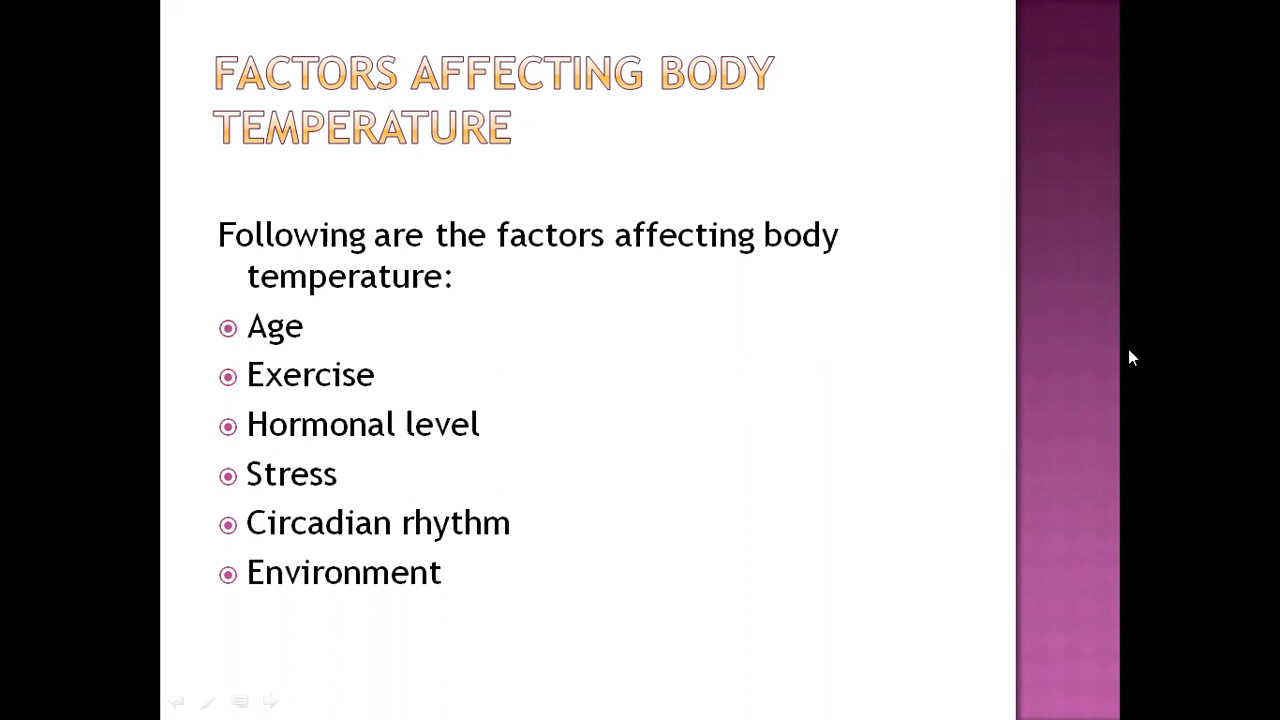 FACTORS AFFECTING BODY
TEMPERATURE
Following are the factors affecting body
temperature:
Age
Exercise
Hormonal level
Stress
Circadian rhythm
Environment